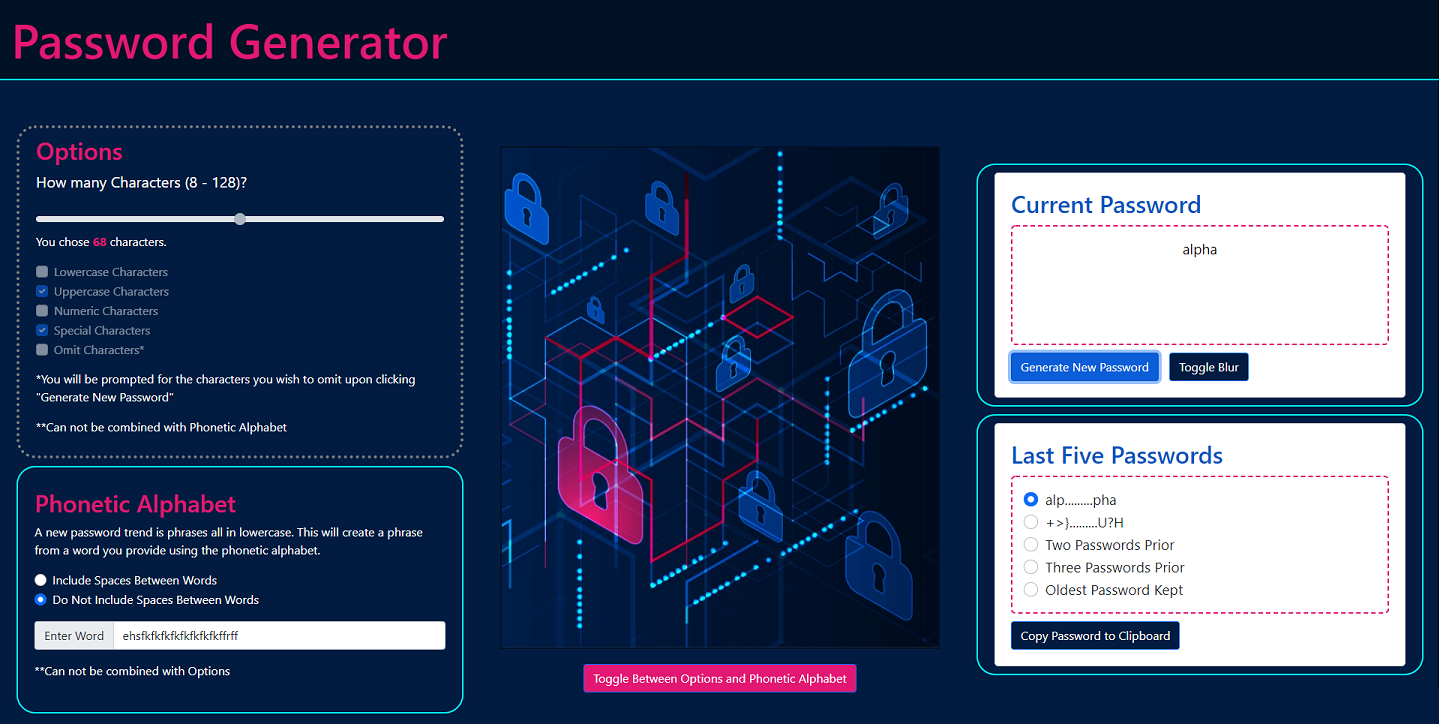 Password Generator
Options
How many Characters (8 - 128)?
You chose 68 characters.
Lowercase Characters
Uppercase Characters
Numeric Characters
Special Characters
Omit Characters*
*You will be prompted for the characters you wish to omit upon clicking
"Generate New Password"
**Can not be combined with Phonetic Alphabet
Phonetic Alphabet
A new password trend is phrases all in lowercase. This will create a phrase
from a word you provide using the phonetic alphabet.
Include Spaces Between Words
Do Not Include Spaces Between Words
Enter Word ehsfkfkfkfkfkfkfkffrff
**Can not be combined with Options
Toggle Between Options and Phonetic Alphabet
Current Password
alpha
Generate New Password Toggle Blur
Last Five Passwords
alp.........pha
+>}.........U?H
Two Passwords Prior
Three Passwords Prior
Oldest Password Kept
Copy Password to Clipboard